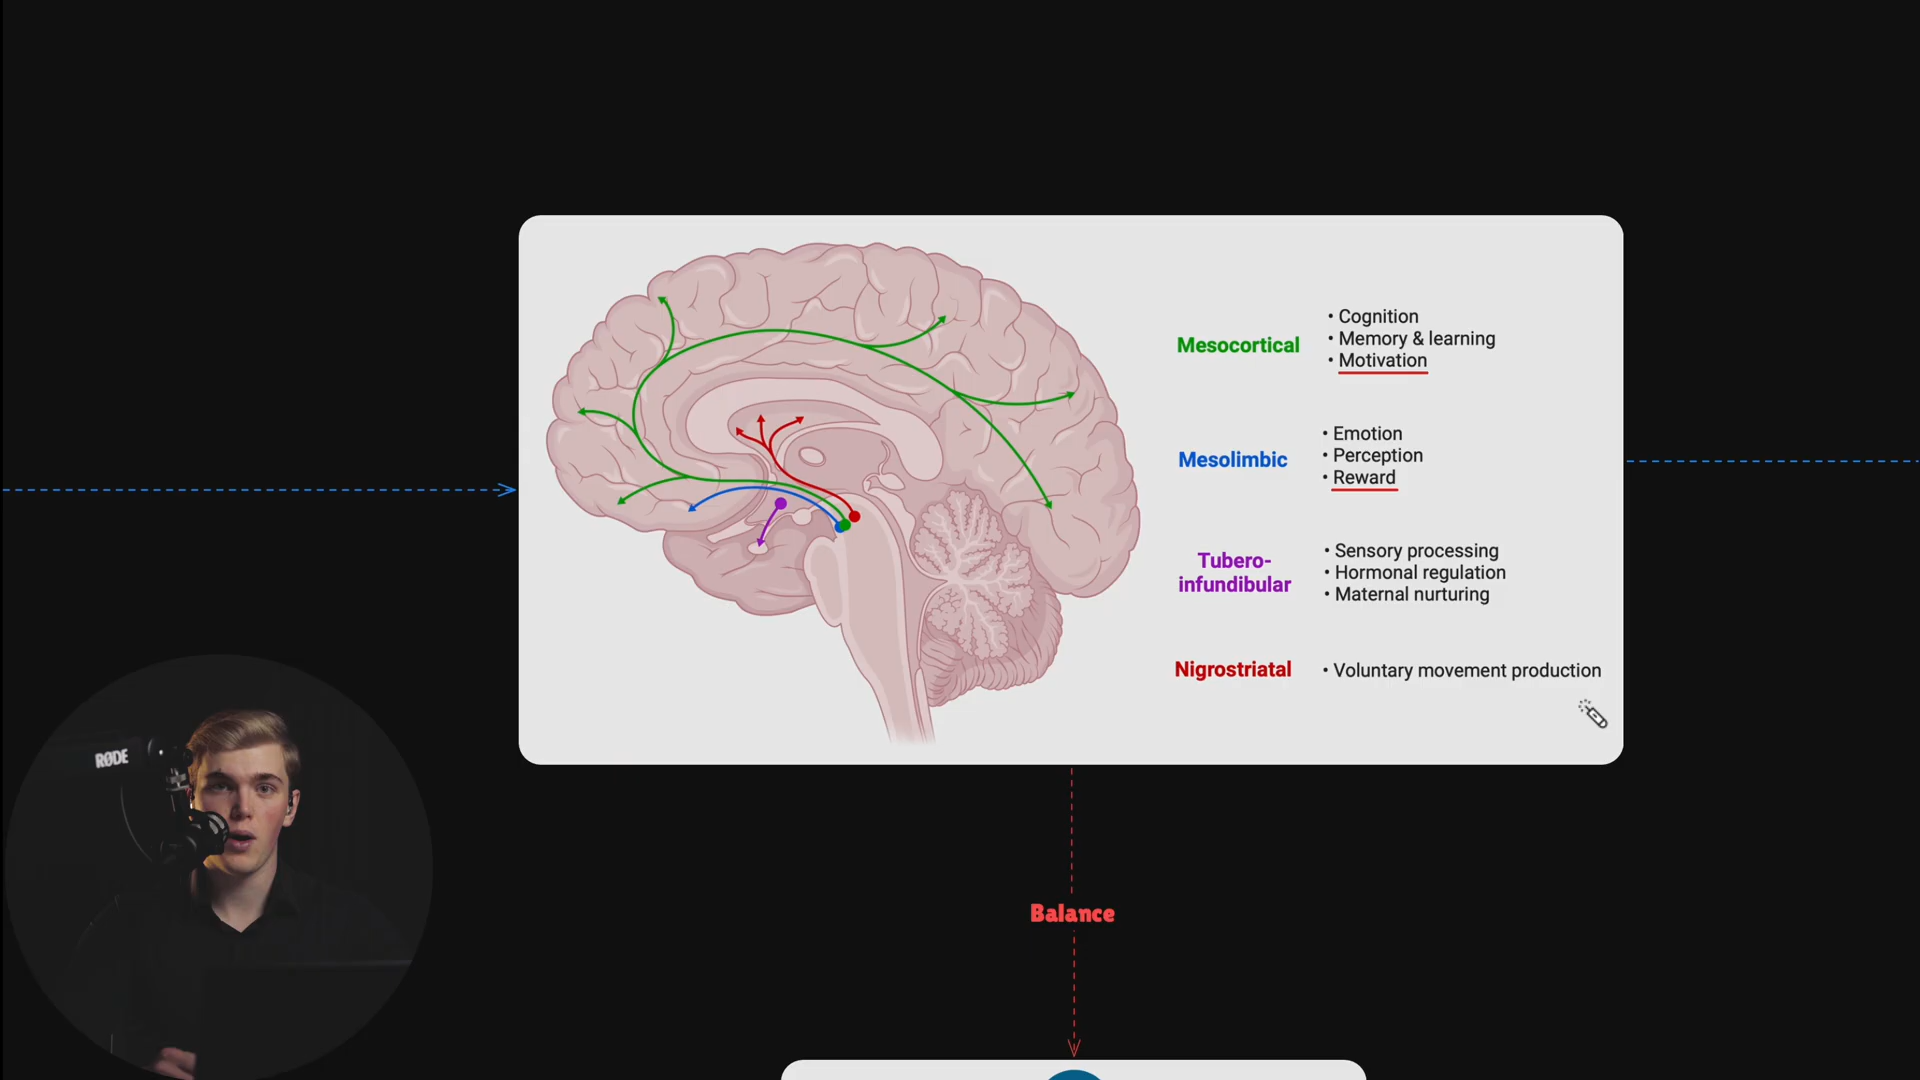 Mesocortical
• Cognition
• Memory & learning
• Motivation
Mesolimbic
• Emotion
• Perception
• Reward
Tubero-
infundibular
• Sensory processing
• Hormonal regulation
• Maternal nurturing
Nigrostriatal
• Voluntary movement production
RØDE
Balance